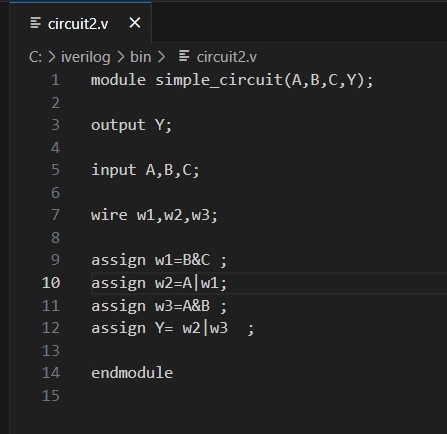 circuit2.v
C: > iverilog > bin > circuit2.v
1 module simple_circuit(A,B,C,Y);
2
3 output Y;
4
5 input A,B,C;
6
7 wire w1,w2,w3;
8
9 assign w1=B&C ;
10 assign w2=A|w1;
11 assign w3=A&B ;
12 assign Y= w2|w3  ;
13
14 endmodule
15